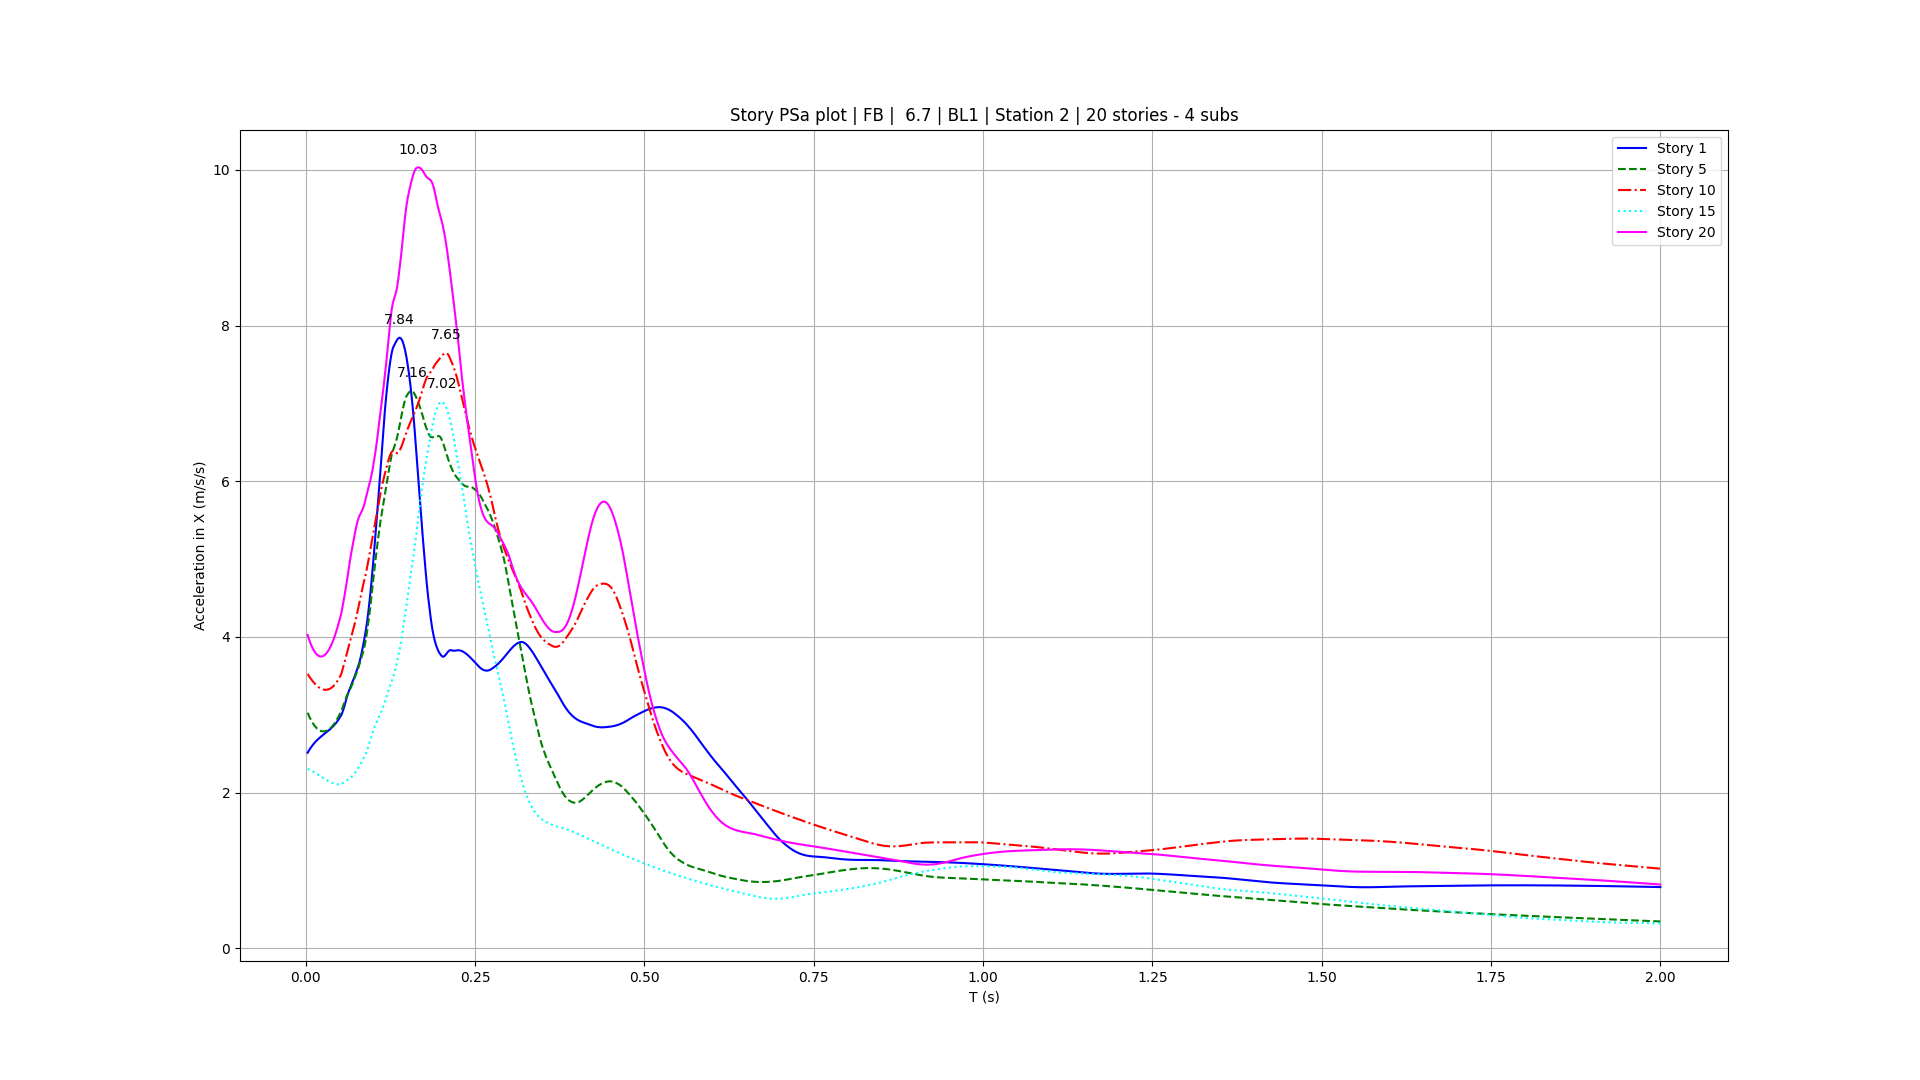 Story PSa plot | FB |  6.7 | BL1 | Station 2 | 20 stories - 4 subs
10.03
7.84
7.65
7.16
7.02
Story 1
Story 5
Story 10
Story 15
Story 20
Acceleration in X (m/s/s)
10
8
6
4
2
0
0.00 0.25 0.50 0.75 1.00 1.25 1.50 1.75 2.00
T (s)